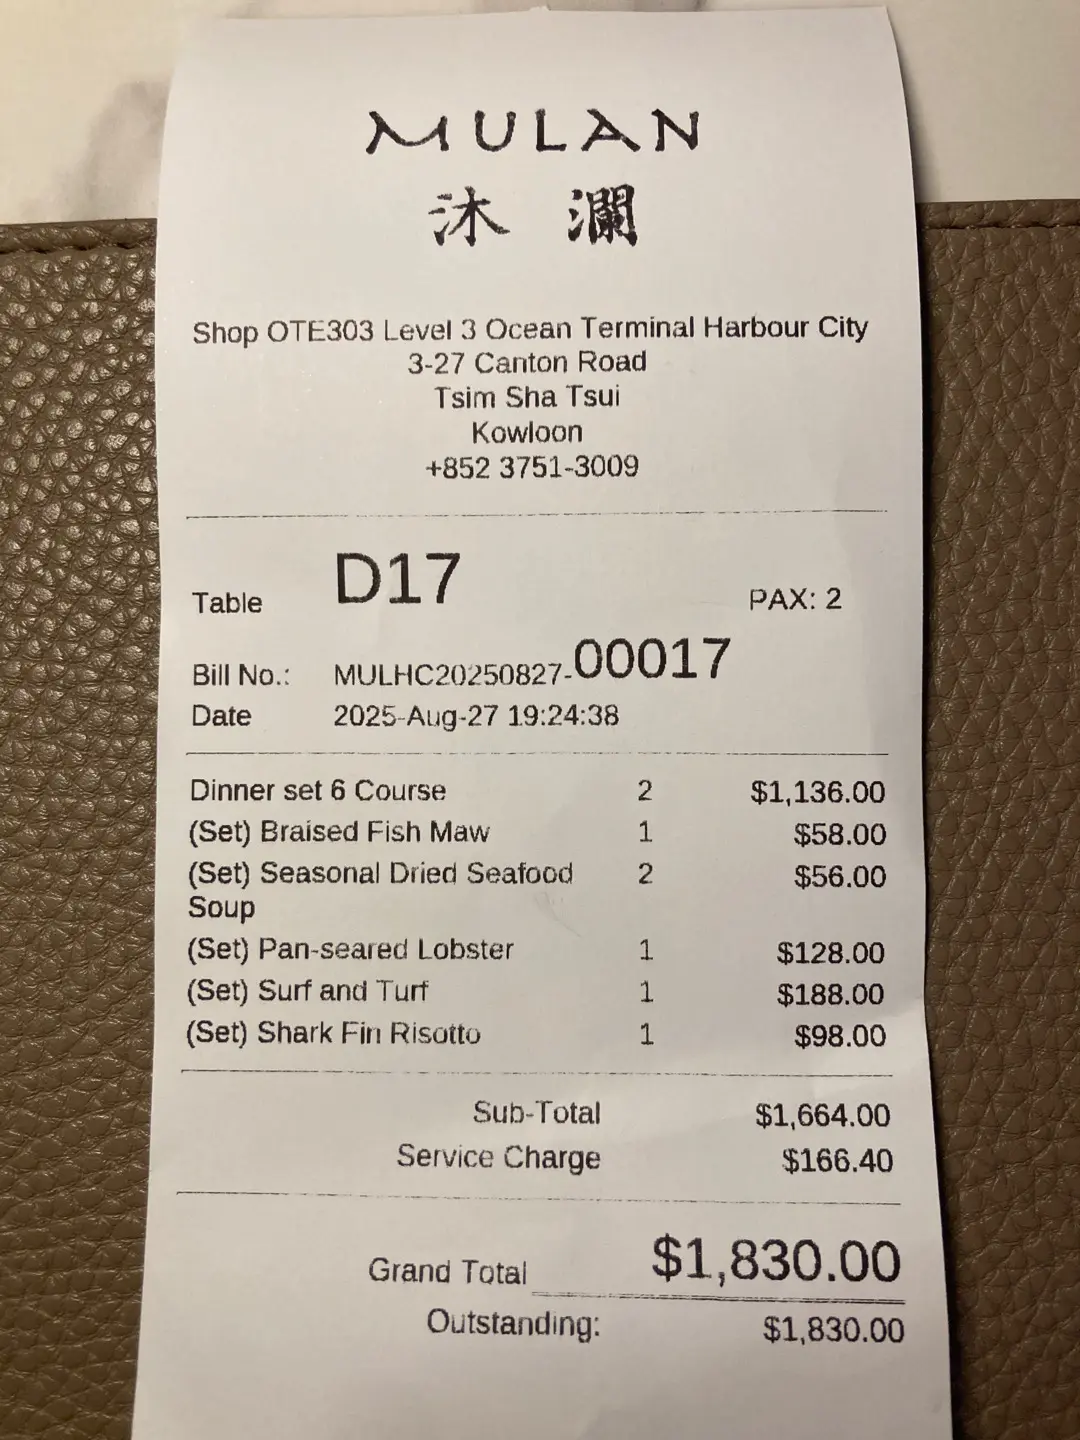 MULAN
沐瀾
Shop OTE303 Level 3 Ocean Terminal Harbour City
3-27 Canton Road
Tsim Sha Tsui
Kowloon
+852 3751-3009
Table D17 PAX: 2
Bill No.: MULHC20250827-00017
Date 2025-Aug-27 19:24:38
Dinner set 6 Course 2 $1,136.00
(Set) Braised Fish Maw 1 $58.00
(Set) Seasonal Dried Seafood 2 $56.00
Soup
(Set) Pan-seared Lobster 1 $128.00
(Set) Surf and Turf 1 $188.00
(Set) Shark Fin Risotto 1 $98.00
Sub-Total $1,664.00
Service Charge $166.40
Grand Total $1,830.00
Outstanding: $1,830.00